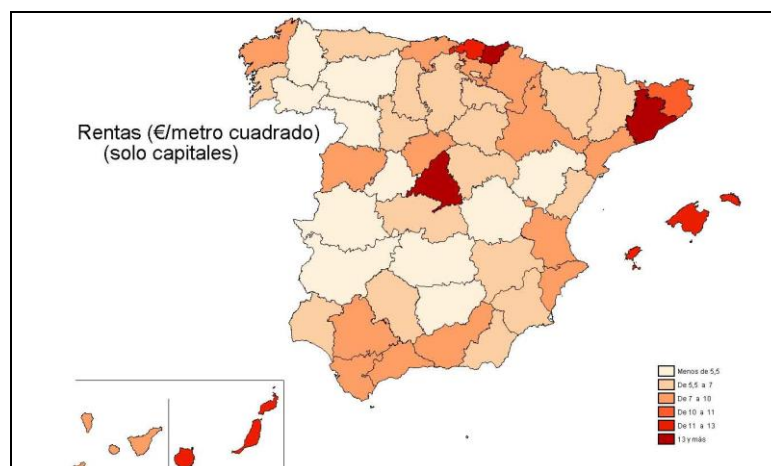 Rentas (€/metro cuadrado)
(solo capitales)
Menos de 5,5
De 5,5 a 7
De 7 a 10
De 10 a 11
De 11 a 13
13 y más